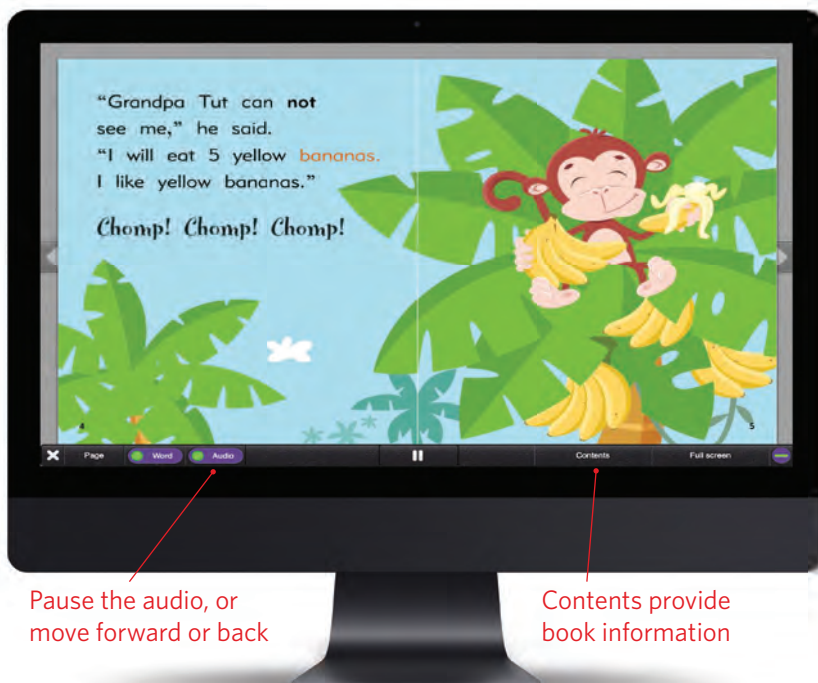 “Grandpa Tut can not
see me,” he said.
“I will eat 5 yellow bananas.
I like yellow bananas.”
Chomp! Chomp! Chomp!
4
5
Page
Word
Audio
Contents
Full screen
Pause the audio, or
move forward or back
Contents provide
book information